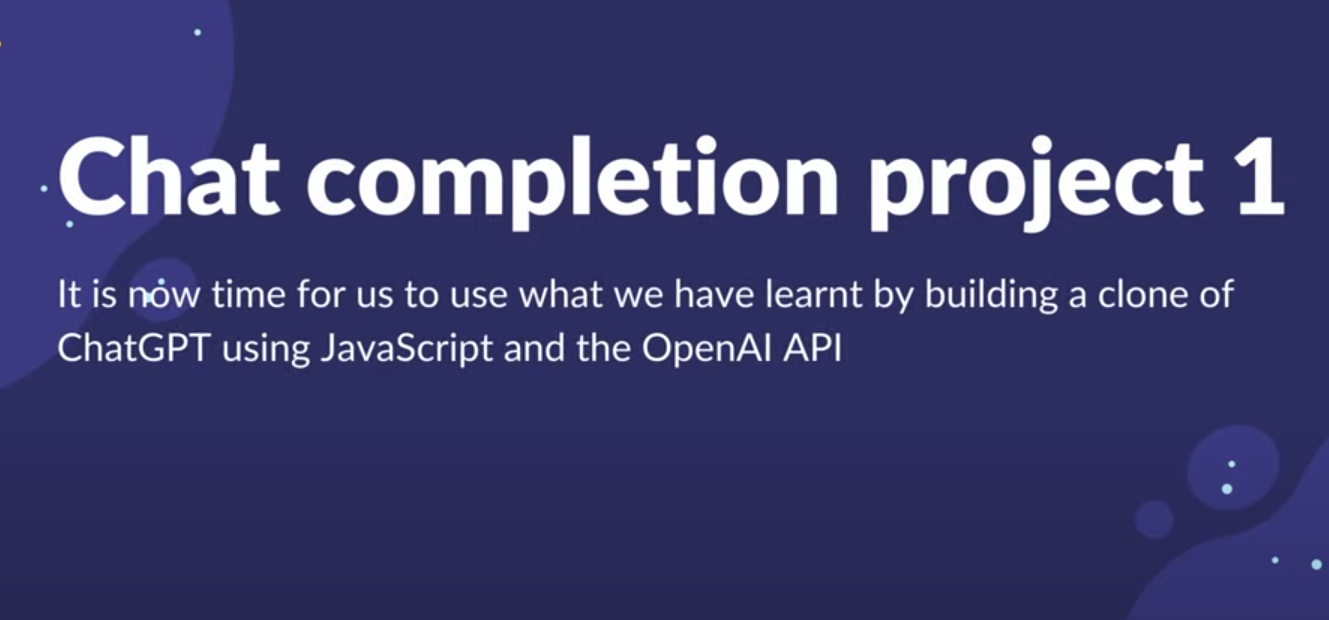 Chat completion project 1
It is now time for us to use what we have learnt by building a clone of
ChatGPT using JavaScript and the OpenAI API